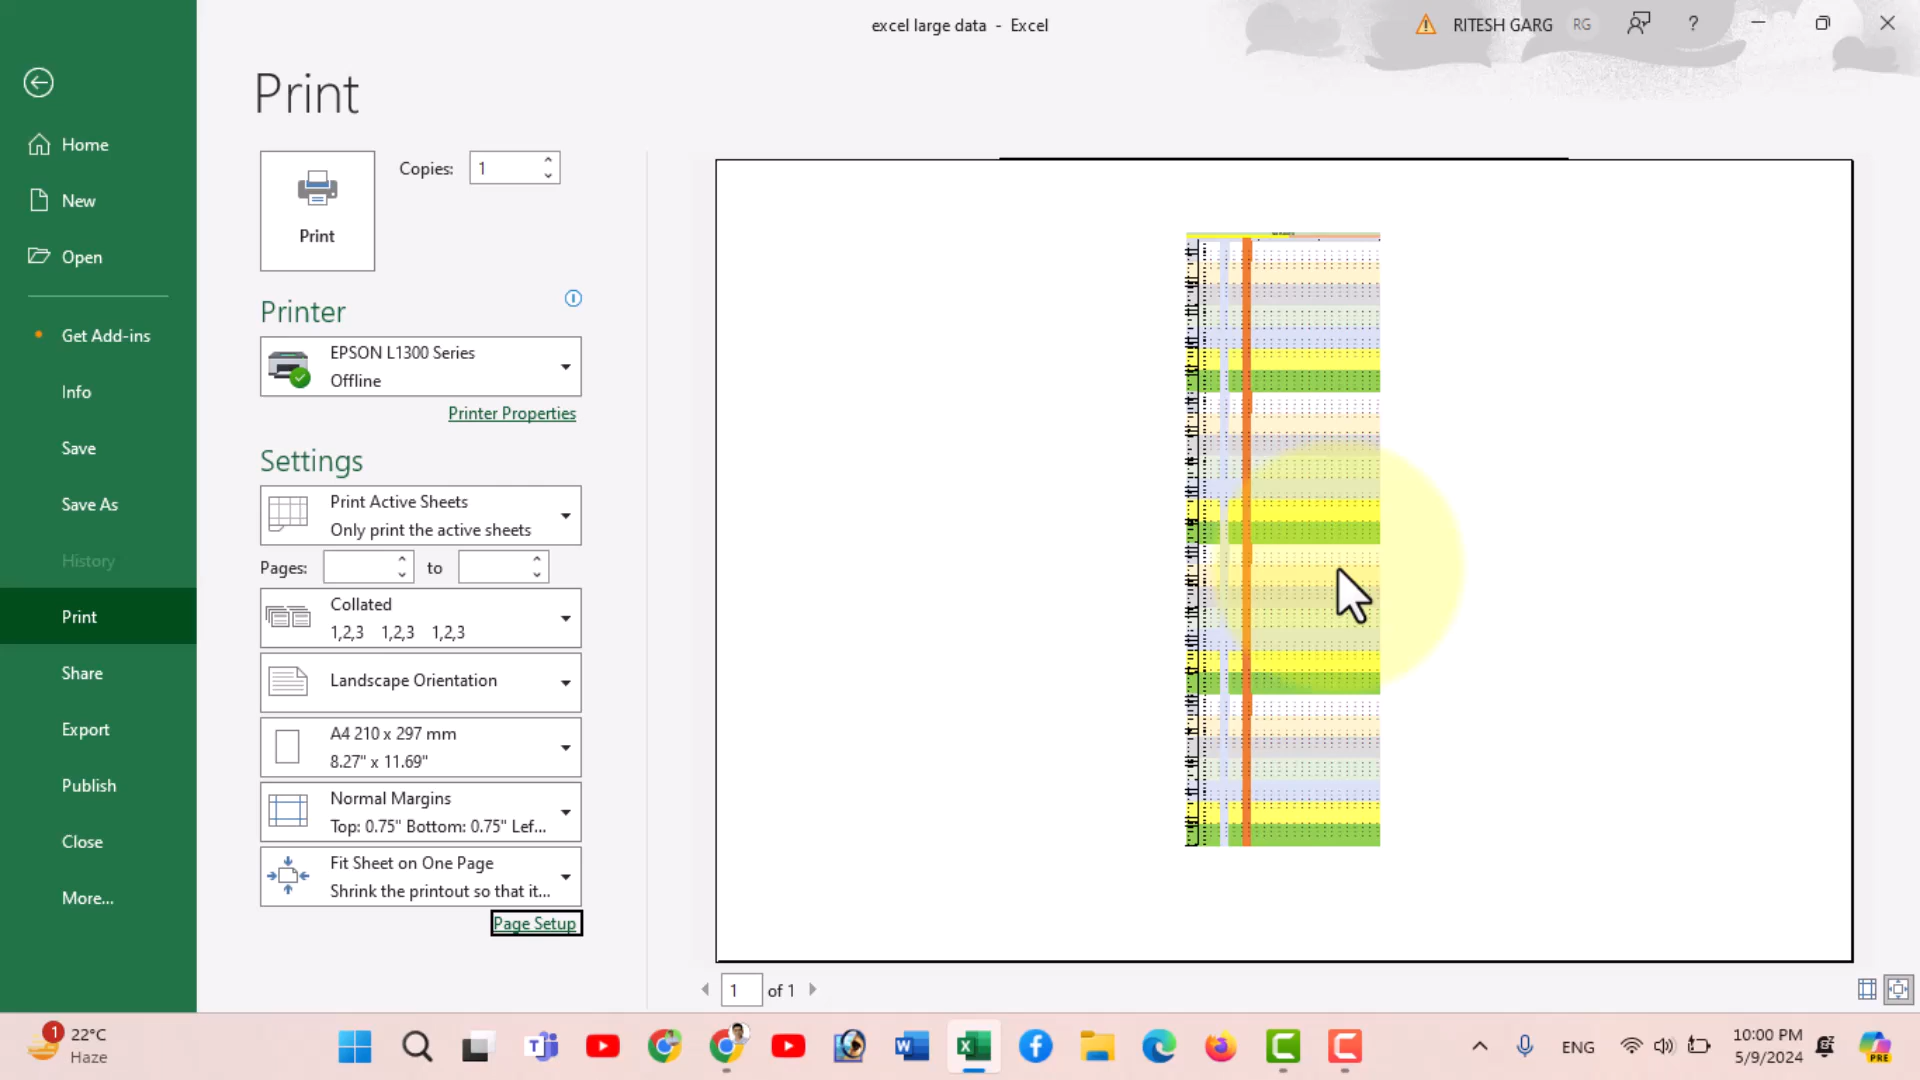 excel large data - Excel
RITESH GARG
RG
?
Print
Home
New
Open
Get Add-ins
Info
Save
Save As
History
Print
Share
Export
Publish
Close
More...
Print
Copies: 1
Printer
EPSON L1300 Series
Offline
Printer Properties
Settings
Print Active Sheets
Only print the active sheets
Pages: to
Collated
1,2,3 1,2,3 1,2,3
Landscape Orientation
A4 210 x 297 mm
8.27" x 11.69"
Normal Margins
Top: 0.75" Bottom: 0.75" Lef...
Fit Sheet on One Page
Shrink the printout so that it...
Page Setup
1 of 1
1
22°C
Haze
W
X
ENG
10:00 PM
5/9/2024
PRE